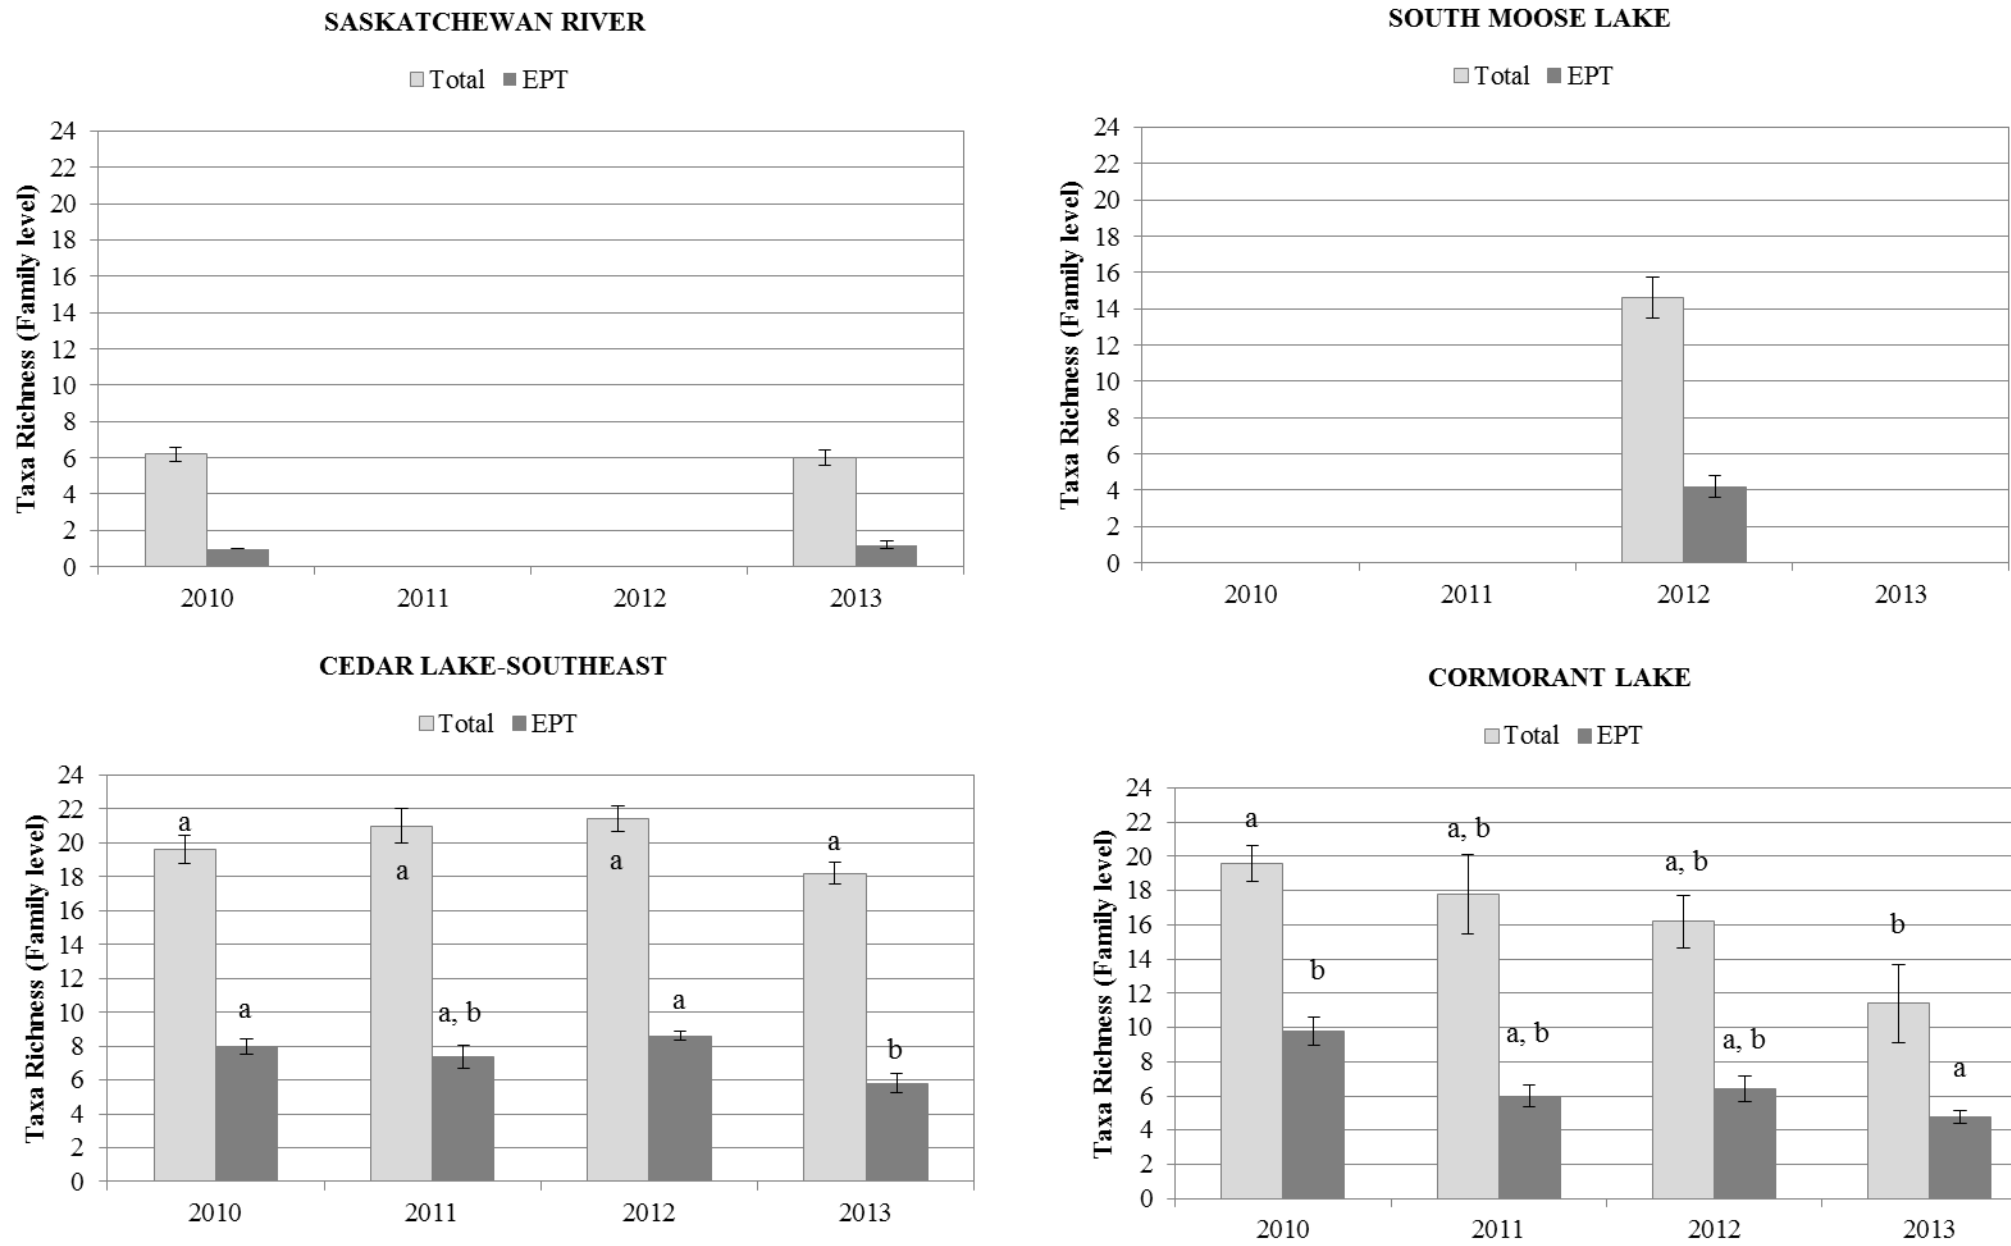 SASKATCHEWAN RIVER
Total EPT
Taxa Richness (Family level)
24
22
20
18
16
14
12
10
8
6
4
2
0
2010 2011 2012 2013
SOUTH MOOSE LAKE
Total EPT
Taxa Richness (Family level)
24
22
20
18
16
14
12
10
8
6
4
2
0
2010 2011 2012 2013
CEDAR LAKE-SOUTHEAST
Total EPT
Taxa Richness (Family level)
24
22
20
18
16
14
12
10
8
6
4
2
0
a a a a
a a, b a b
2010 2011 2012 2013
CORMORANT LAKE
Total EPT
Taxa Richness (Family level)
24
22
20
18
16
14
12
10
8
6
4
2
0
a a, b a, b b
b a, b a, b a
2010 2011 2012 2013